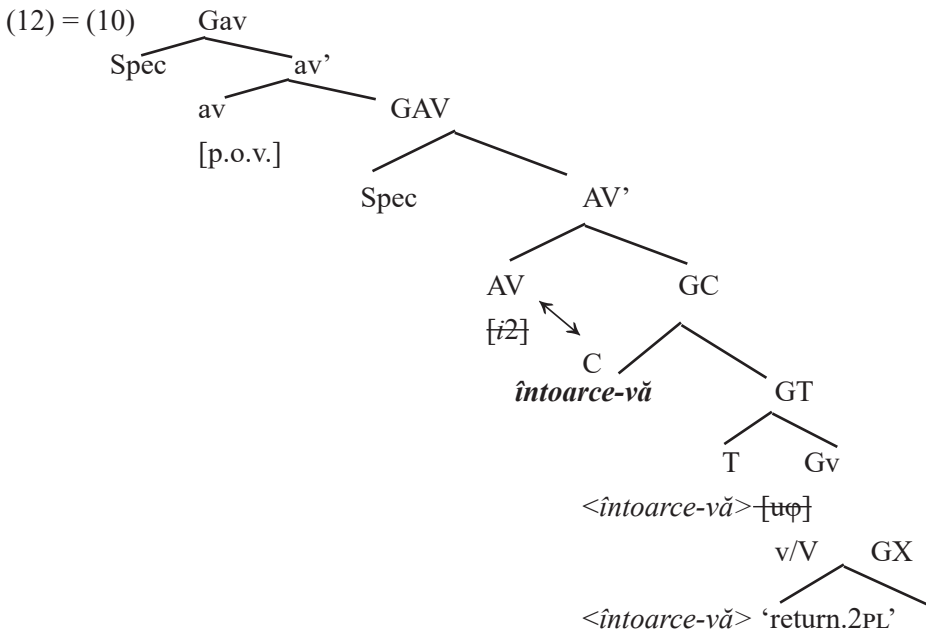 (12) = (10) Gav
Spec av’
av GAV
[p.o.v.]
Spec AV’
AV GC
[i2]
C
întoarce-vă GT
T Gv
<întoarce-vă> [uφ]
v/V GX
<întoarce-vă> ‘return.2PL’